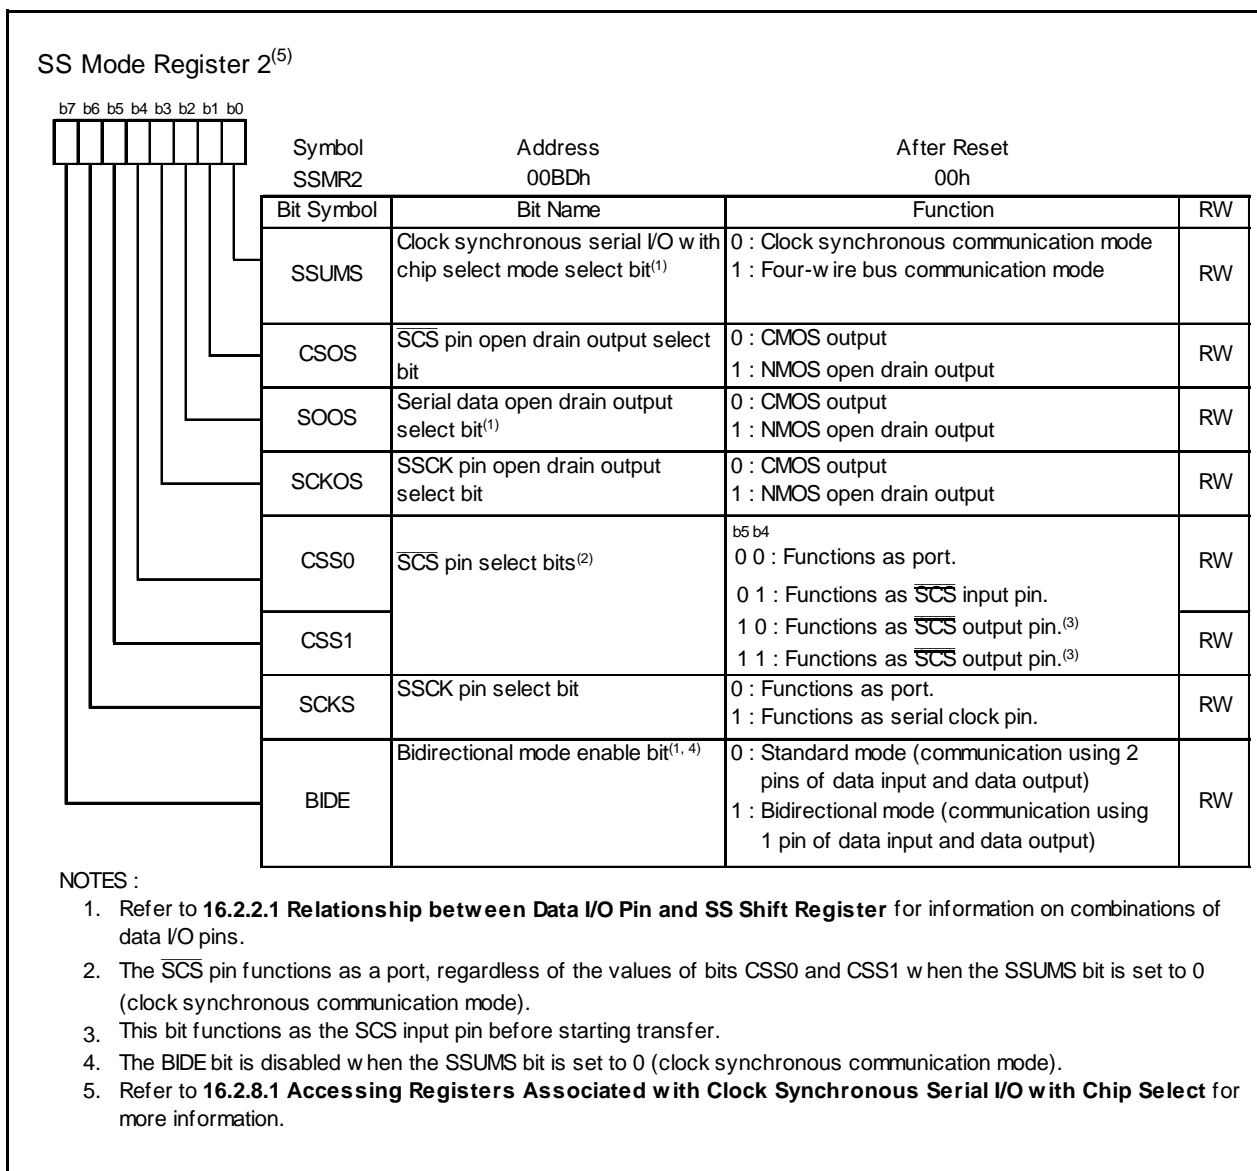 SS Mode Register 2(5)
b7 b6 b5 b4 b3 b2 b1 b0
Symbol Address After Reset
SSMR2 00BDh 00h
Bit Symbol Bit Name Function RW
SSUMS Clock synchronous serial I/O with chip select mode select bit(1) 0 : Clock synchronous communication mode RW
1 : Four-wire bus communication mode
CSOS SCS pin open drain output select bit 0 : CMOS output RW
1 : NMOS open drain output
SOOS Serial data open drain output select bit(1) 0 : CMOS output RW
1 : NMOS open drain output
SCKOS SSCK pin open drain output select bit 0 : CMOS output RW
1 : NMOS open drain output
CSS0 SCS pin select bits(2) b5 b4 RW
0 0 : Functions as port.
0 1 : Functions as SCS input pin.
CSS1 1 0 : Functions as SCS output pin.(3) RW
1 1 : Functions as SCS output pin.(3)
SCKS SSCK pin select bit 0 : Functions as port. RW
1 : Functions as serial clock pin.
BIDE Bidirectional mode enable bit(1, 4) 0 : Standard mode (communication using 2 RW
pins of data input and data output)
1 : Bidirectional mode (communication using
1 pin of data input and data output)
NOTES :
1. Refer to 16.2.2.1 Relationship between Data I/O Pin and SS Shift Register for information on combinations of
data I/O pins.
2. The SCS pin functions as a port, regardless of the values of bits CSS0 and CSS1 when the SSUMS bit is set to 0
(clock synchronous communication mode).
3. This bit functions as the SCS input pin before starting transfer.
4. The BIDE bit is disabled when the SSUMS bit is set to 0 (clock synchronous communication mode).
5. Refer to 16.2.8.1 Accessing Registers Associated with Clock Synchronous Serial I/O with Chip Select for
more information.